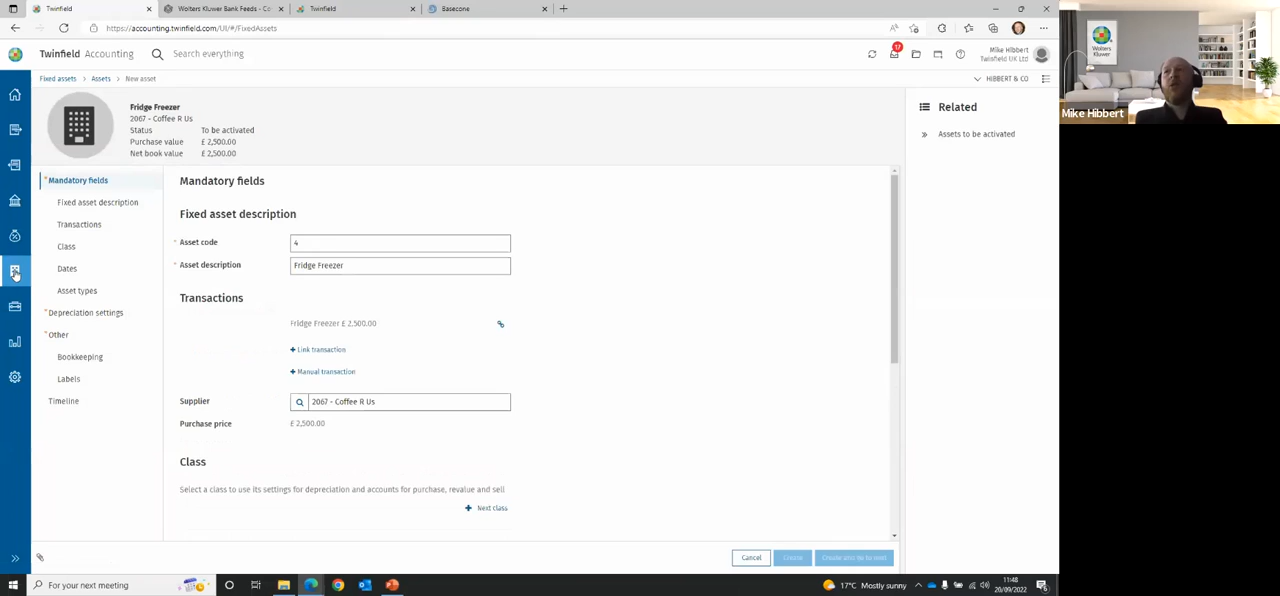 Twinfield
Wolters Kluwer Bank Feeds - Co
Twinfield
Basecone
https://accounting.twinfield.com/UI/#/FixedAssets
Twinfield Accounting
Search everything
17
Mike Hibbert
Twinfield UK Ltd
Fixed assets
Assets
New asset
HIBBERT & CO
Fridge Freezer
2067 - Coffee R Us
Status To be activated
Purchase value £ 2,500.00
Net book value £ 2,500.00
Related
Assets to be activated
Mandatory fields
Fixed asset description
Transactions
Class
Dates
Asset types
Depreciation settings
Other
Bookkeeping
Labels
Timeline
Mandatory fields
Fixed asset description
* Asset code 4
* Asset description Fridge Freezer
Transactions
Fridge Freezer £ 2,500.00
+ Link transaction
+ Manual transaction
Supplier 2067 - Coffee R Us
Purchase price £ 2,500.00
Class
Select a class to use its settings for depreciation and accounts for purchase, revalue and sell
+ Next class
Cancel
Create
For your next meeting
17°C Mostly sunny
11:48
20/09/2022
Wolters Kluwer
Mike Hibbert